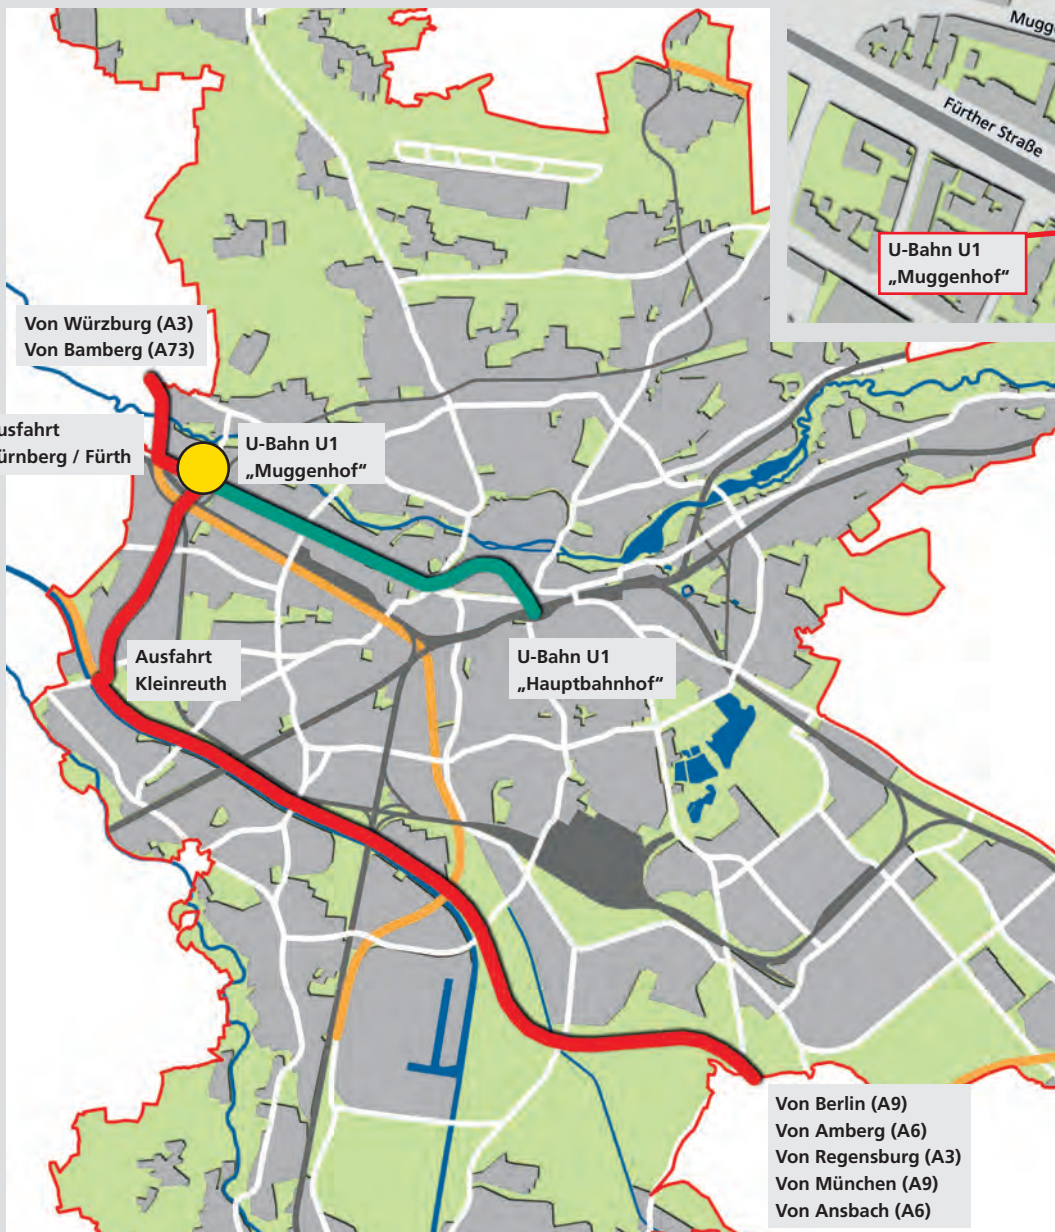 Mugge
Fürther Straße
U-Bahn U1
„Muggenhof“
Von Würzburg (A3)
Von Bamberg (A73)
usfahrt
ürnberg / Fürth
U-Bahn U1
„Muggenhof“
Ausfahrt
Kleinreuth
U-Bahn U1
„Hauptbahnhof“
Von Berlin (A9)
Von Amberg (A6)
Von Regensburg (A3)
Von München (A9)
Von Ansbach (A6)